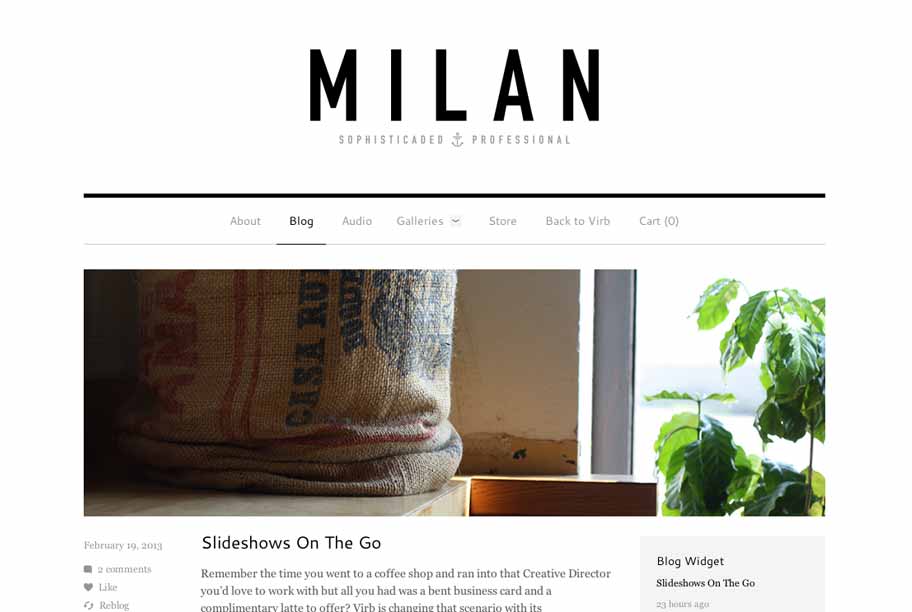 MILAN
SOPHISTICADED PROFESSIONAL
About Blog Audio Galleries Store Back to Virb Cart (0)
CASA RUI
February 19, 2013
2 comments
Like
Reblog
Slideshows On The Go
Remember the time you went to a coffee shop and ran into that Creative Director
you'd love to work with but all you had was a bent business card and a
complimentary latte to offer? Virb is changing that scenario with its
Blog Widget
Slideshows On The Go
23 hours ago